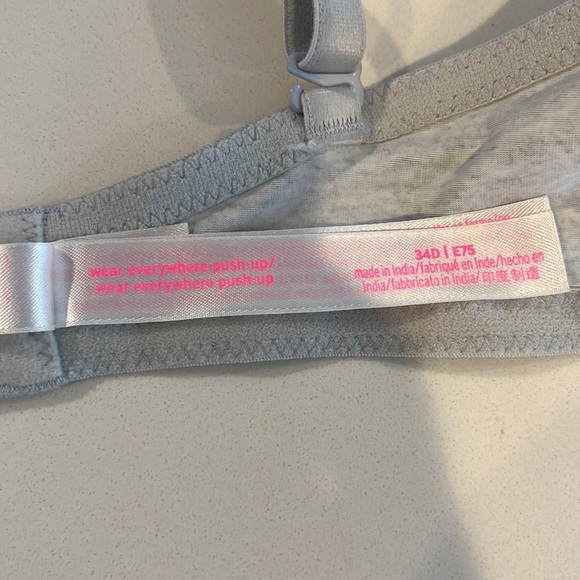 wear everywhere push-up/
wear everywhere push-up
34D | E75
made in India/fabriqué en Inde/hecho en
India/fabbricato in India/ 印度制造